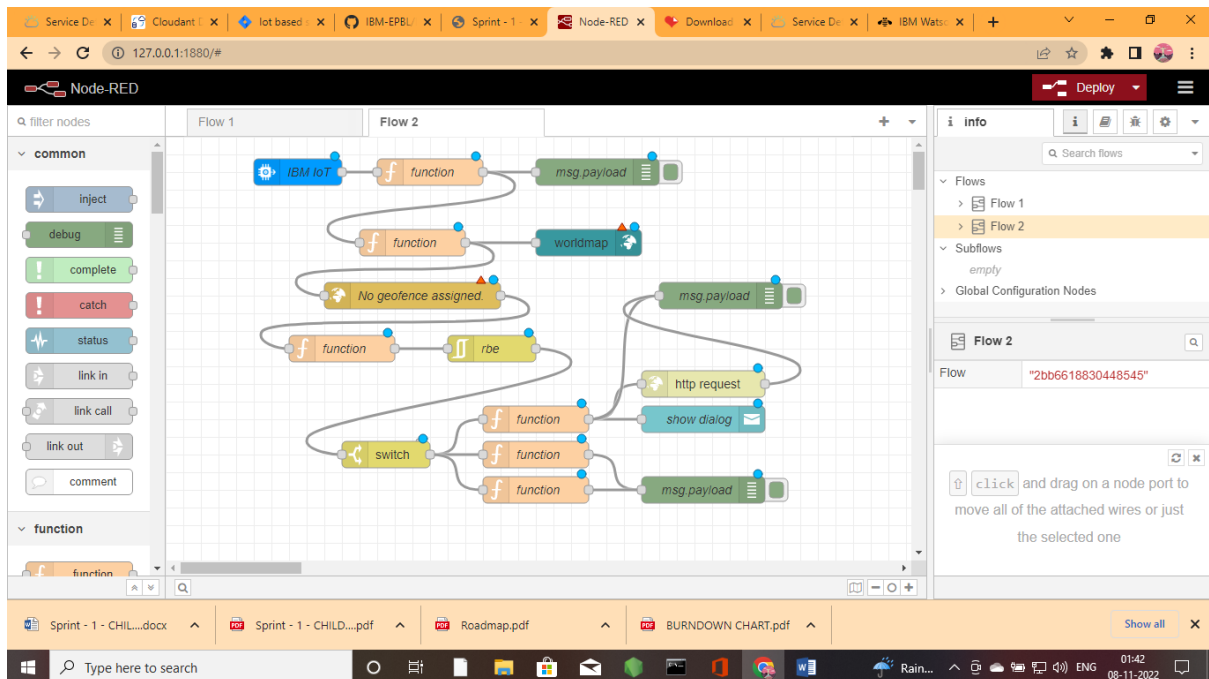 Service De
Cloudant
Iot based s
IBM-EPBL/
Sprint - 1 -
Node-RED
Download
Service De
IBM Wats
127.0.0.1:1880/#
Node-RED
Deploy
filter nodes
Flow 1
Flow 2
info
i
Search flows
common
inject
debug
complete
catch
status
link in
link call
link out
comment
function
function
IBM IoT
function
msg.payload
function
worldmap
No geofence assigned.
msg.payload
function
rbe
http request
function
show dialog
switch
function
function
msg.payload
Flows
Flow 1
Flow 2
Subflows
empty
Global Configuration Nodes
Flow 2
Flow
"2bb6618830448545"
click and drag on a node port to
move all of the attached wires or just
the selected one
Sprint - 1 - CHIL....docx
Sprint - 1 - CHILD....pdf
Roadmap.pdf
BURNDOWN CHART.pdf
Show all
Type here to search
Rain...
ENG
01:42
08-11-2022